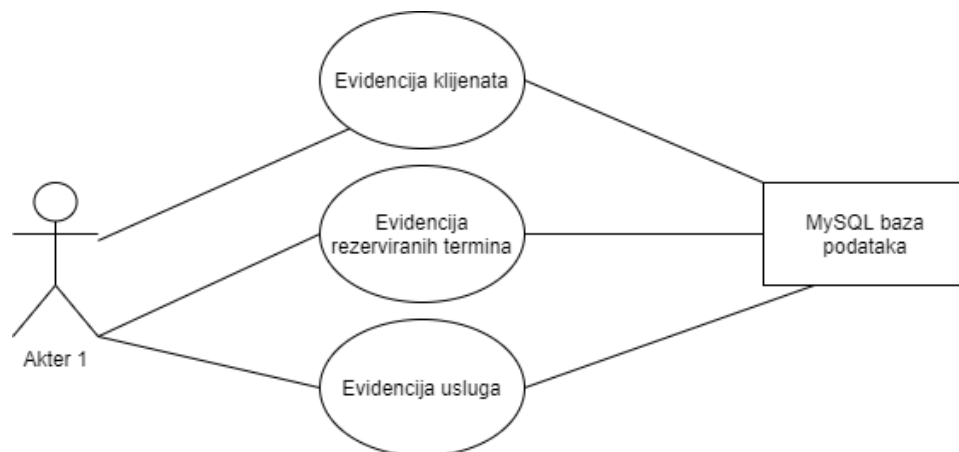 Evidencija klijenata
Evidencija
rezerviranih termina
MySQL baza
podataka
Akter 1
Evidencija usluga